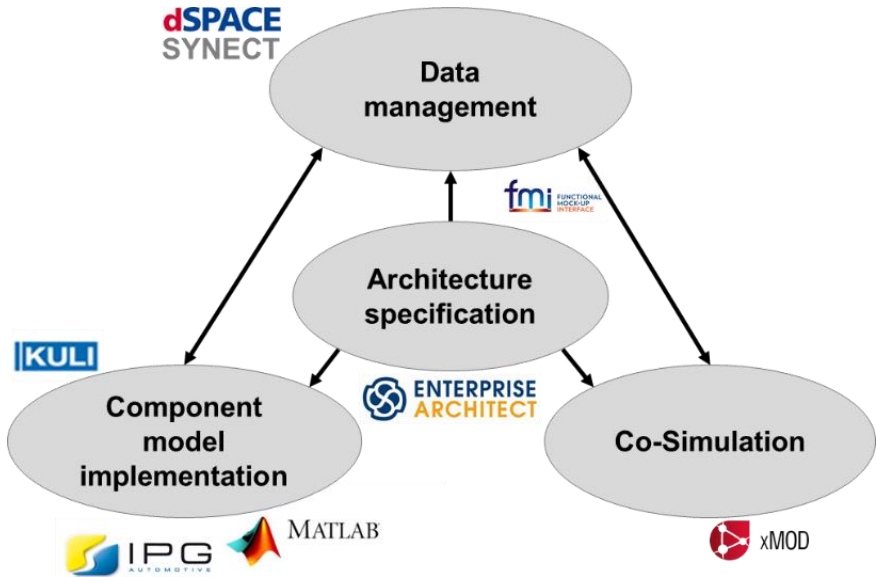 dSPACE
SYNECT
Data
management
fmi FUNCTIONAL
MOCK-UP
INTERFACE
Architecture
specification
KULI
ENTERPRISE
ARCHITECT
Component
model
implementation
Co-Simulation
IPG
AUTOMOTIVE
MATLAB
xMOD